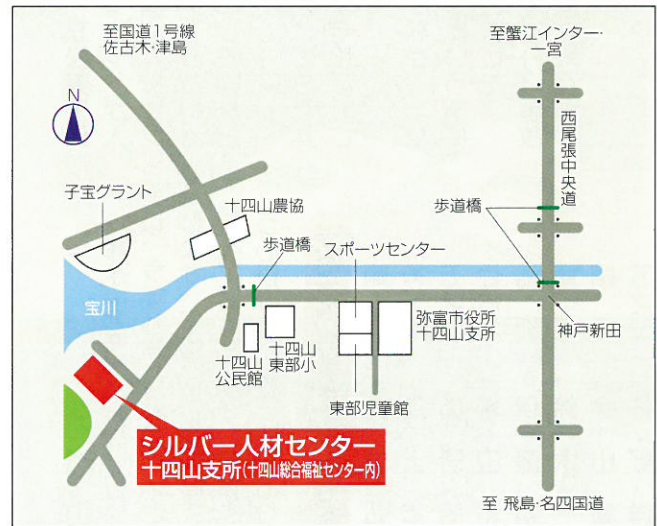 至国道1号線
佐古木・津島
至蟹江インター・
一宮
N
西尾張中央道
子宝グラント
十四山農協
歩道橋
スポーツセンター
歩道橋
宝川
弥富市役所
十四山支所
神戸新田
十四山
公民館
十四山
東部小
東部児童館
シルバー人材センター
十四山支所(十四山総合福祉センター内)
至 飛島・名四国道